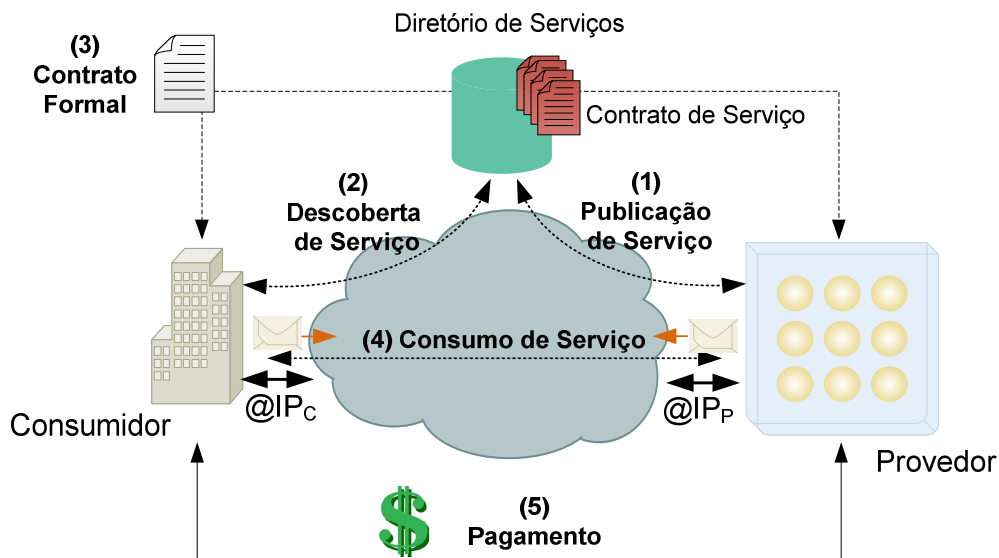 Diretório de Serviços
(3)
Contrato
Formal
Contrato de Serviço
(2)
Descoberta
de Serviço
(1)
Publicação
de Serviço
(4) Consumo de Serviço
@IPC
@IPP
Consumidor
Provedor
$
(5)
Pagamento